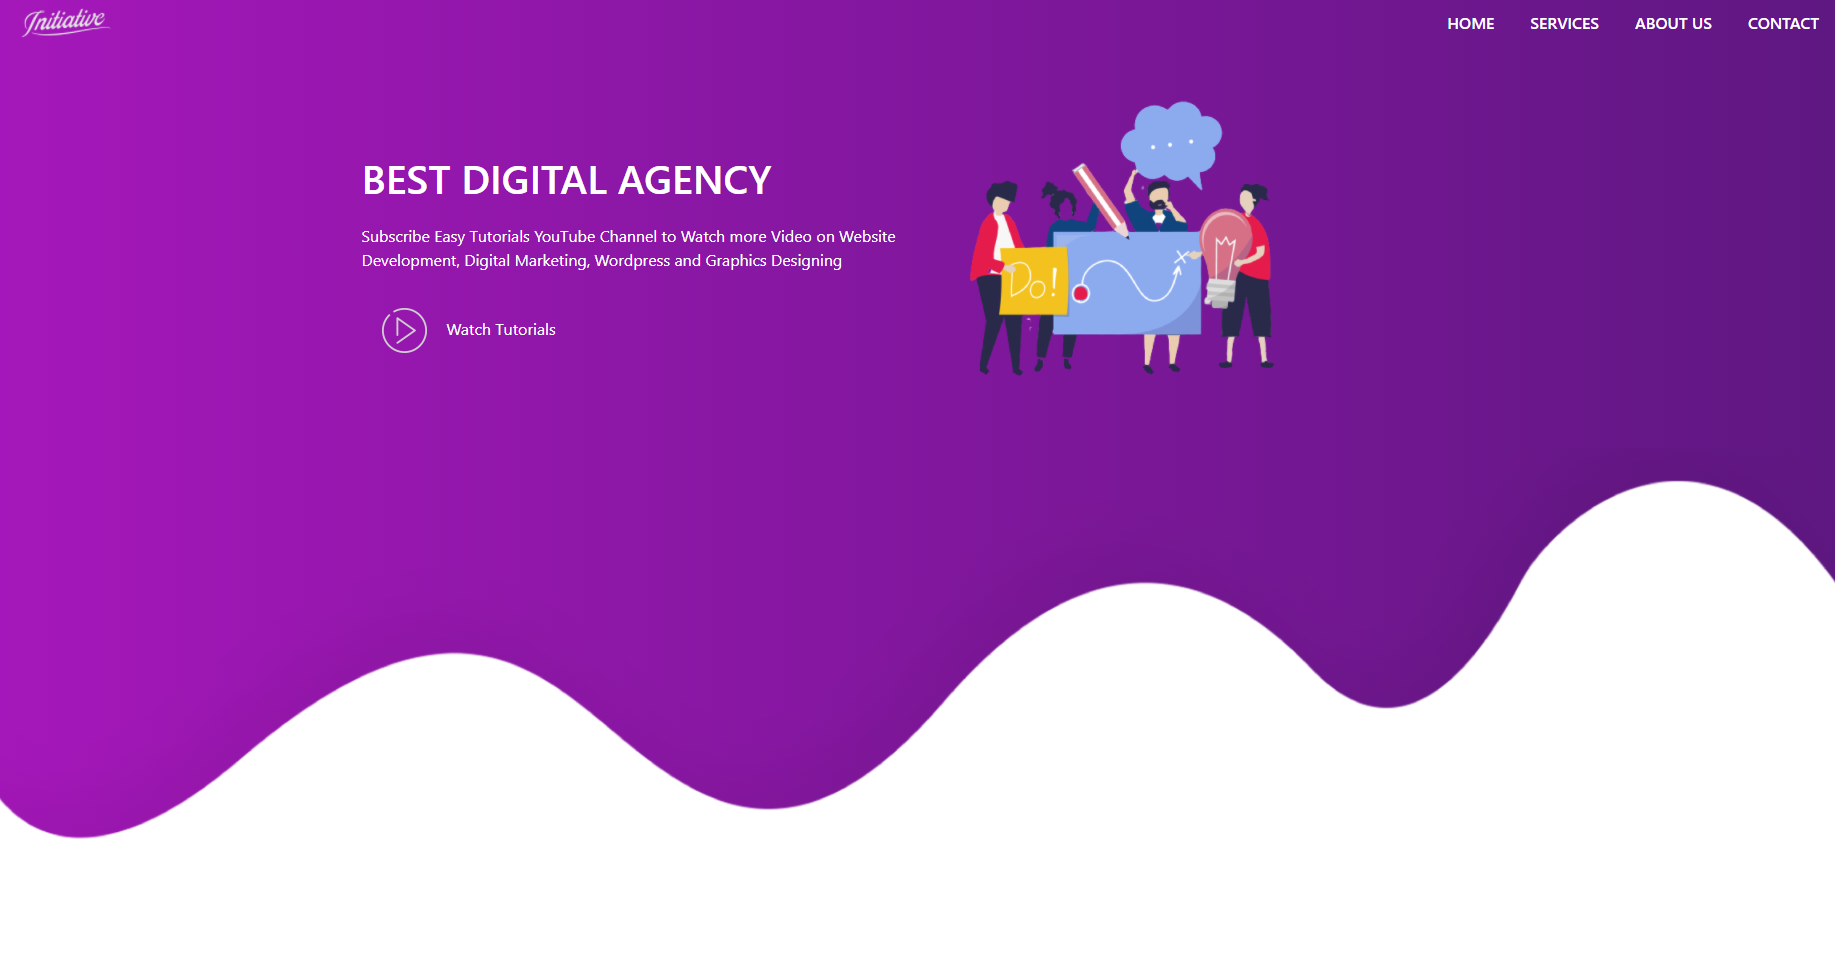 Initiative
HOME SERVICES ABOUT US CONTACT
BEST DIGITAL AGENCY
Subscribe Easy Tutorials YouTube Channel to Watch more Video on Website
Development, Digital Marketing, Wordpress and Graphics Designing
Do!
Watch Tutorials